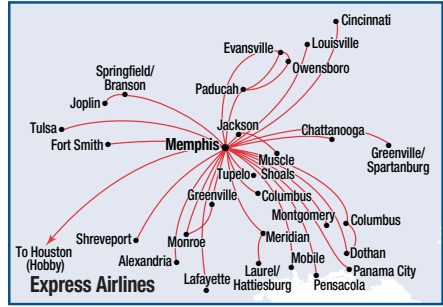 Cincinnati
Evansville
Louisville
Owensboro
Springfield/
Branson
Paducah
Joplin
Jackson
Tulsa
Chattanooga
Fort Smith
Memphis
Muscle
Shoals
Greenville/
Spartanburg
Tupelo
Greenville
Columbus
Montgomery
Columbus
Shreveport
Monroe
Meridian
To Houston
(Hobby)
Alexandria
Dothan
Laurel/
Hattiesburg
Mobile
Panama City
Lafayette
Pensacola
Express Airlines